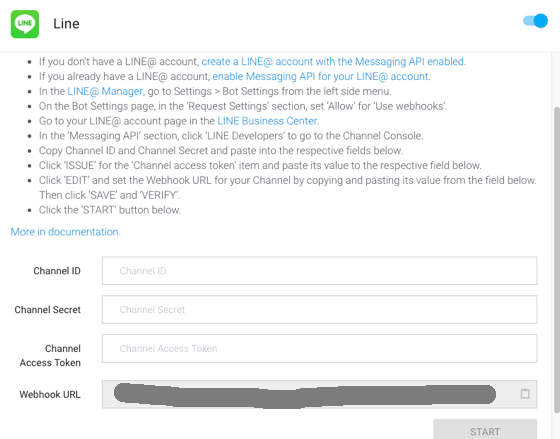 LINE
Line
If you don't have a LINE@ account, create a LINE@ account with the Messaging API enabled.
If you already have a LINE@ account, enable Messaging API for your LINE@ account.
In the LINE@ Manager, go to Settings > Bot Settings from the left side menu.
On the Bot Settings page, in the 'Request Settings' section, set 'Allow' for 'Use webhooks'.
Go to your LINE@ account page in the LINE Business Center.
In the 'Messaging API' section, click 'LINE Developers' to go to the Channel Console.
Copy Channel ID and Channel Secret and paste into the respective fields below.
Click 'ISSUE' for the 'Channel access token' item and paste its value to the respective field below.
Click 'EDIT' and set the Webhook URL for your Channel by copying and pasting its value from the field below.
Then click 'SAVE' and 'VERIFY'.
Click the 'START' button below.
More in documentation.
Channel ID
Channel ID
Channel Secret
Channel Secret
Channel
Access Token
Channel Access Token
Webhook URL
START